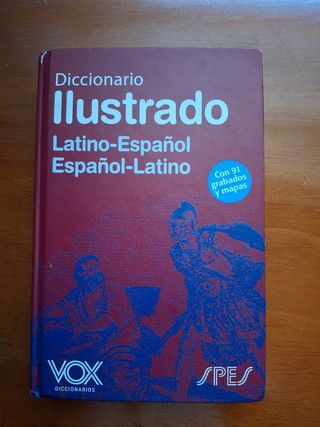 Diccionario
Ilustrado
Latino-Español
Español-Latino
Con 91
grabados
y mapas
VOX
DICCIONARIOS
SPES